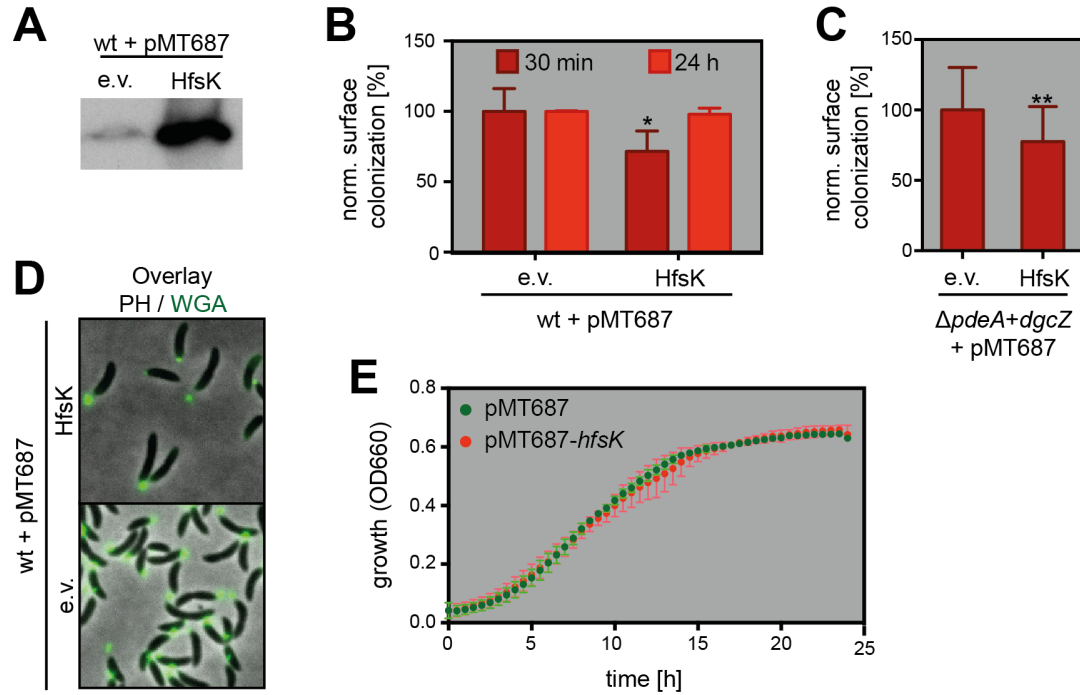 A
wt + pMT687
e.v. HfsK
B
norm. surface
colonization [%]
150
100
50
0
30 min
24 h
*
e.v. HfsK
wt + pMT687
C
norm. surface
colonization [%]
150
100
50
0
**
e.v. HfsK
ΔpdeA+dgcZ
+ pMT687
D
Overlay
PH / WGA
wt + pMT687
HfsK
e.v.
E
growth (OD660)
0.8
0.6
0.4
0.2
0.0
pMT687
pMT687-hfsK
0 5 10 15 20 25
time [h]